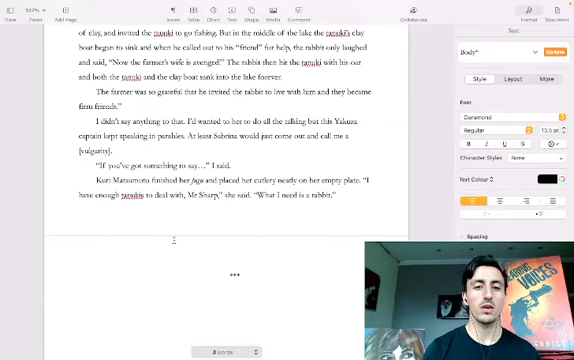 127%
View
Zoom
Add Page
Insert
Table
Chart
Text
Shape
Media
Comment
Collaborate
Format
Document
of clay, and invited the tanuki to go fishing. But in the middle of the lake the tanuki's clay
boat began to sink and when he called out to his "friend" for help, the rabbit only laughed
and said, "Now the farmer's wife is avenged!" The rabbit then hit the tanuki with his oar
and both the tanuki and the clay boat sank into the lake forever.
The farmer was so grateful that he invited the rabbit to live with him and they became
firm friends."
I didn't say anything to that. I'd wanted to her to do all the talking but this Yakuza
captain kept speaking in parables. At least Sabrina would just come out and call me a
[vulgarity].
"If you've got something to say…" I said.
Kuri Matsumoto finished her fugu and placed her cutlery neatly on her empty plate. "I
have enough tanukis to deal with, Mr Sharp," she said. "What I need is a rabbit."
***
3 words
Text
Body*
Update
Style
Layout
More
Font
Garamond
Regular
13.5 pt
B I U S
Character Styles
None
Text Colour
Spacing
HEARING
VOICES